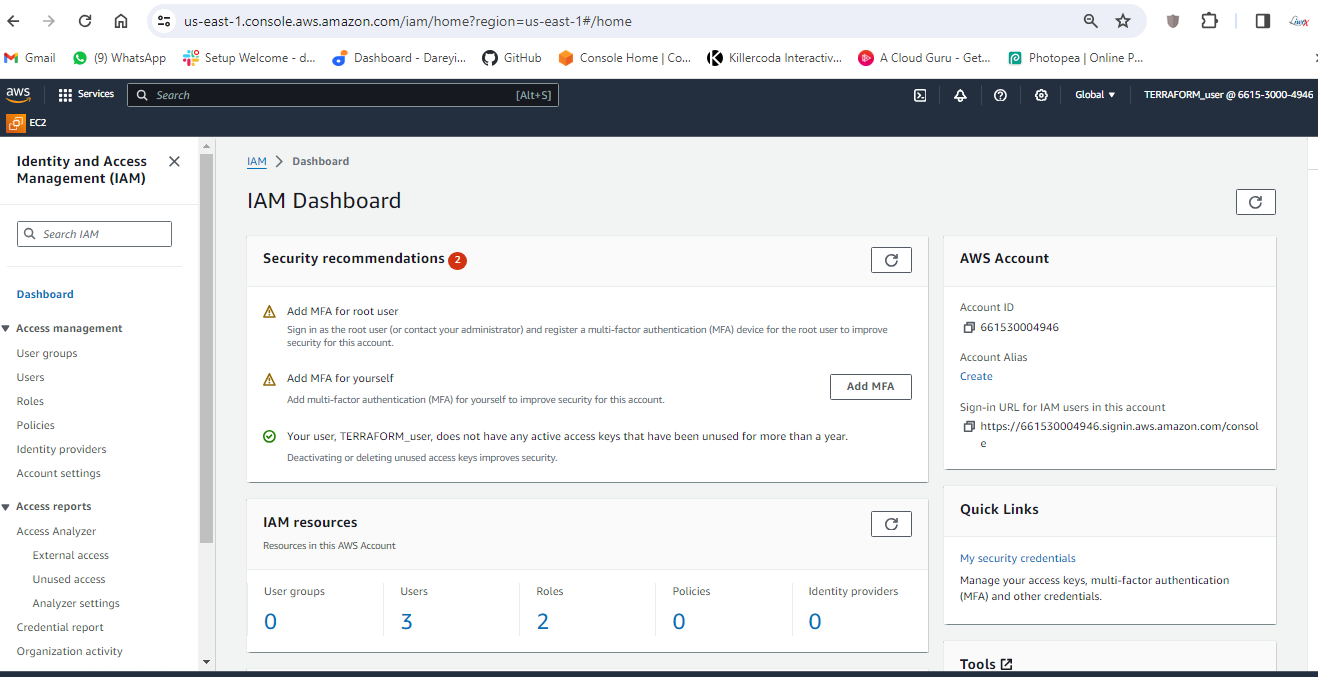 us-east-1.console.aws.amazon.com/iam/home?region=us-east-1#/home
Gmail
(9) WhatsApp
Setup Welcome - d...
Dashboard - Dareyi...
GitHub
Console Home | Co...
Killercoda Interactiv...
A Cloud Guru - Get...
Photopea | Online P...
aws
Services
Search
[Alt+S]
Global
TERRAFORM_user @ 6615-3000-4946
EC2
Identity and Access
Management (IAM)
Search IAM
Dashboard
Access management
User groups
Users
Roles
Policies
Identity providers
Account settings
Access reports
Access Analyzer
External access
Unused access
Analyzer settings
Credential report
Organization activity
IAM
Dashboard
IAM Dashboard
Security recommendations 2
Add MFA for root user
Sign in as the root user (or contact your administrator) and register a multi-factor authentication (MFA) device for the root user to improve
security for this account.
Add MFA for yourself
Add multi-factor authentication (MFA) for yourself to improve security for this account.
Add MFA
Your user, TERRAFORM_user, does not have any active access keys that have been unused for more than a year.
Deactivating or deleting unused access keys improves security.
IAM resources
Resources in this AWS Account
User groups
0
Users
3
Roles
2
Policies
0
Identity providers
0
AWS Account
Account ID
661530004946
Account Alias
Create
Sign-in URL for IAM users in this account
https://661530004946.signin.aws.amazon.com/consol
e
Quick Links
My security credentials
Manage your access keys, multi-factor authentication
(MFA) and other credentials.
Tools